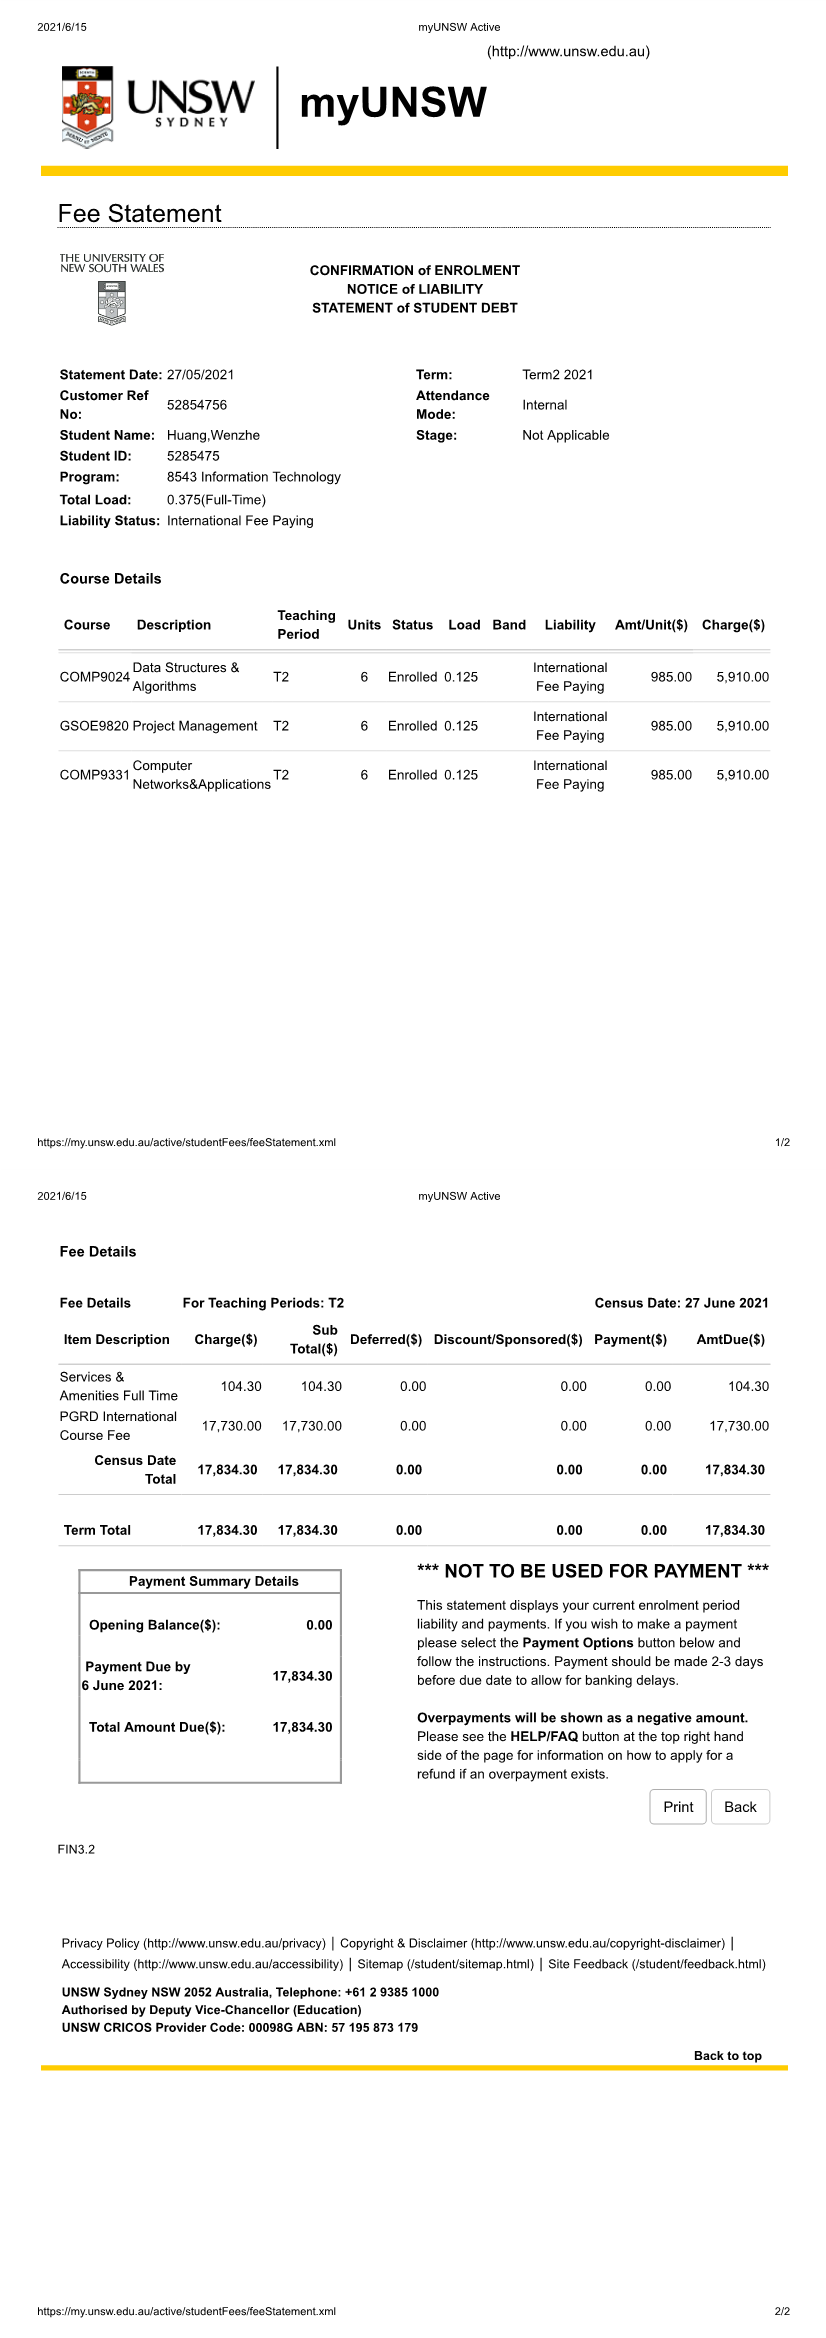 2021/6/15 myUNSW Active
(http://www.unsw.edu.au)
UNSW
SYDNEY
myUNSW
Fee Statement
THE UNIVERSITY OF
NEW SOUTH WALES
CONFIRMATION of ENROLMENT
NOTICE of LIABILITY
STATEMENT of STUDENT DEBT
Statement Date: 27/05/2021 Term: Term2 2021
Customer Ref No: 52854756 Attendance Mode: Internal
Student Name: Huang,Wenzhe Stage: Not Applicable
Student ID: 5285475
Program: 8543 Information Technology
Total Load: 0.375(Full-Time)
Liability Status: International Fee Paying
Course Details
Course Description Teaching Period Units Status Load Band Liability Amt/Unit($) Charge($)
COMP9024 Data Structures & Algorithms T2 6 Enrolled 0.125 International Fee Paying 985.00 5,910.00
GSOE9820 Project Management T2 6 Enrolled 0.125 International Fee Paying 985.00 5,910.00
COMP9331 Computer Networks&Applications T2 6 Enrolled 0.125 International Fee Paying 985.00 5,910.00
https://my.unsw.edu.au/active/studentFees/feeStatement.xml 1/2
2021/6/15 myUNSW Active
Fee Details
Fee Details For Teaching Periods: T2 Census Date: 27 June 2021
Item Description Charge($) Sub Total($) Deferred($) Discount/Sponsored($) Payment($) AmtDue($)
Services & Amenities Full Time 104.30 104.30 0.00 0.00 0.00 104.30
PGRD International Course Fee 17,730.00 17,730.00 0.00 0.00 0.00 17,730.00
Census Date Total 17,834.30 17,834.30 0.00 0.00 0.00 17,834.30
Term Total 17,834.30 17,834.30 0.00 0.00 0.00 17,834.30
Payment Summary Details
Opening Balance($): 0.00
Payment Due by 6 June 2021: 17,834.30
Total Amount Due($): 17,834.30
*** NOT TO BE USED FOR PAYMENT ***
This statement displays your current enrolment period
liability and payments. If you wish to make a payment
please select the Payment Options button below and
follow the instructions. Payment should be made 2-3 days
before due date to allow for banking delays.
Overpayments will be shown as a negative amount.
Please see the HELP/FAQ button at the top right hand
side of the page for information on how to apply for a
refund if an overpayment exists.
Print Back
FIN3.2
Privacy Policy (http://www.unsw.edu.au/privacy) | Copyright & Disclaimer (http://www.unsw.edu.au/copyright-disclaimer) |
Accessibility (http://www.unsw.edu.au/accessibility) | Sitemap (/student/sitemap.html) | Site Feedback (/student/feedback.html)
UNSW Sydney NSW 2052 Australia, Telephone: +61 2 9385 1000
Authorised by Deputy Vice-Chancellor (Education)
UNSW CRICOS Provider Code: 00098G ABN: 57 195 873 179
Back to top
https://my.unsw.edu.au/active/studentFees/feeStatement.xml 2/2